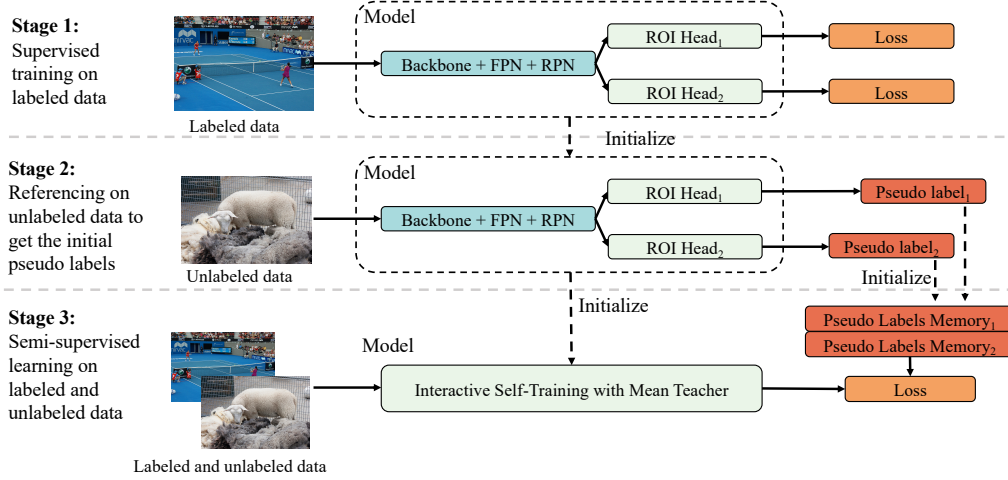 Stage 1:
Supervised
training on
labeled data
Labeled data
Model
Backbone + FPN + RPN
ROI Head₁
ROI Head₂
Loss
Loss
Initialize
Stage 2:
Referencing on
unlabeled data to
get the initial
pseudo labels
Unlabeled data
Model
Backbone + FPN + RPN
ROI Head₁
ROI Head₂
Pseudo label₁
Pseudo label₂
Initialize
Initialize
Stage 3:
Semi-supervised
learning on
labeled and
unlabeled data
Labeled and unlabeled data
Model
Interactive Self-Training with Mean Teacher
Pseudo Labels Memory₁
Pseudo Labels Memory₂
Loss